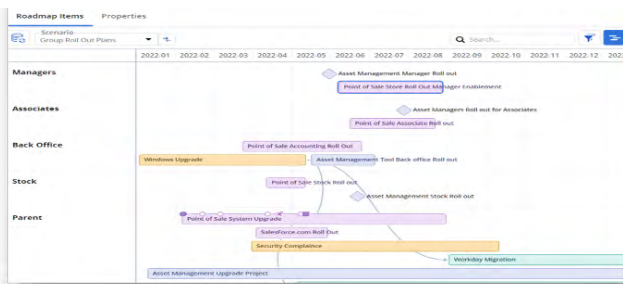 Roadmap Items Properties
Scenario
Group Roll Out Plans
Search...
2022-01 2022-02 2022-03 2022-04 2022-05 2022-06 2022-07 2022-08 2022-09 2022-10 2022-11 2022-12 202
Managers
Asset Management Manager Roll out
Point of Sale Store Roll Out Manager Enablement
Associates
Asset Managers Roll out for Associates
Point of Sale Associate Roll out
Back Office
Point of Sale Accounting Roll Out
Windows Upgrade
Asset Management Tool Back office Roll out
Stock
Point of Sale Stock Roll out
Asset Management Stock Roll out
Parent
Point of Sale System Upgrade
SalesForce.com Roll Out
Security Complaince
Workday Migration
Asset Management Upgrade Project